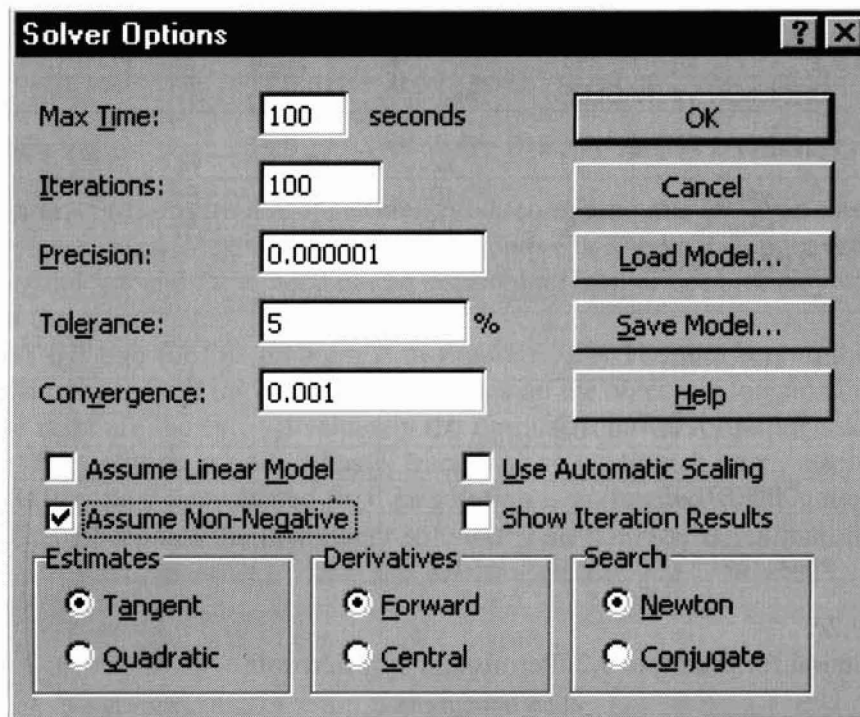 Solver Options
Max Time: 100 seconds
OK
Iterations: 100
Cancel
Precision: 0.000001
Load Model...
Tolerance: 5 %
Save Model...
Convergence: 0.001
Help
Assume Linear Model
Use Automatic Scaling
Assume Non-Negative
Show Iteration Results
Estimates
Derivatives
Search
Tangent
Forward
Newton
Quadratic
Central
Conjugate